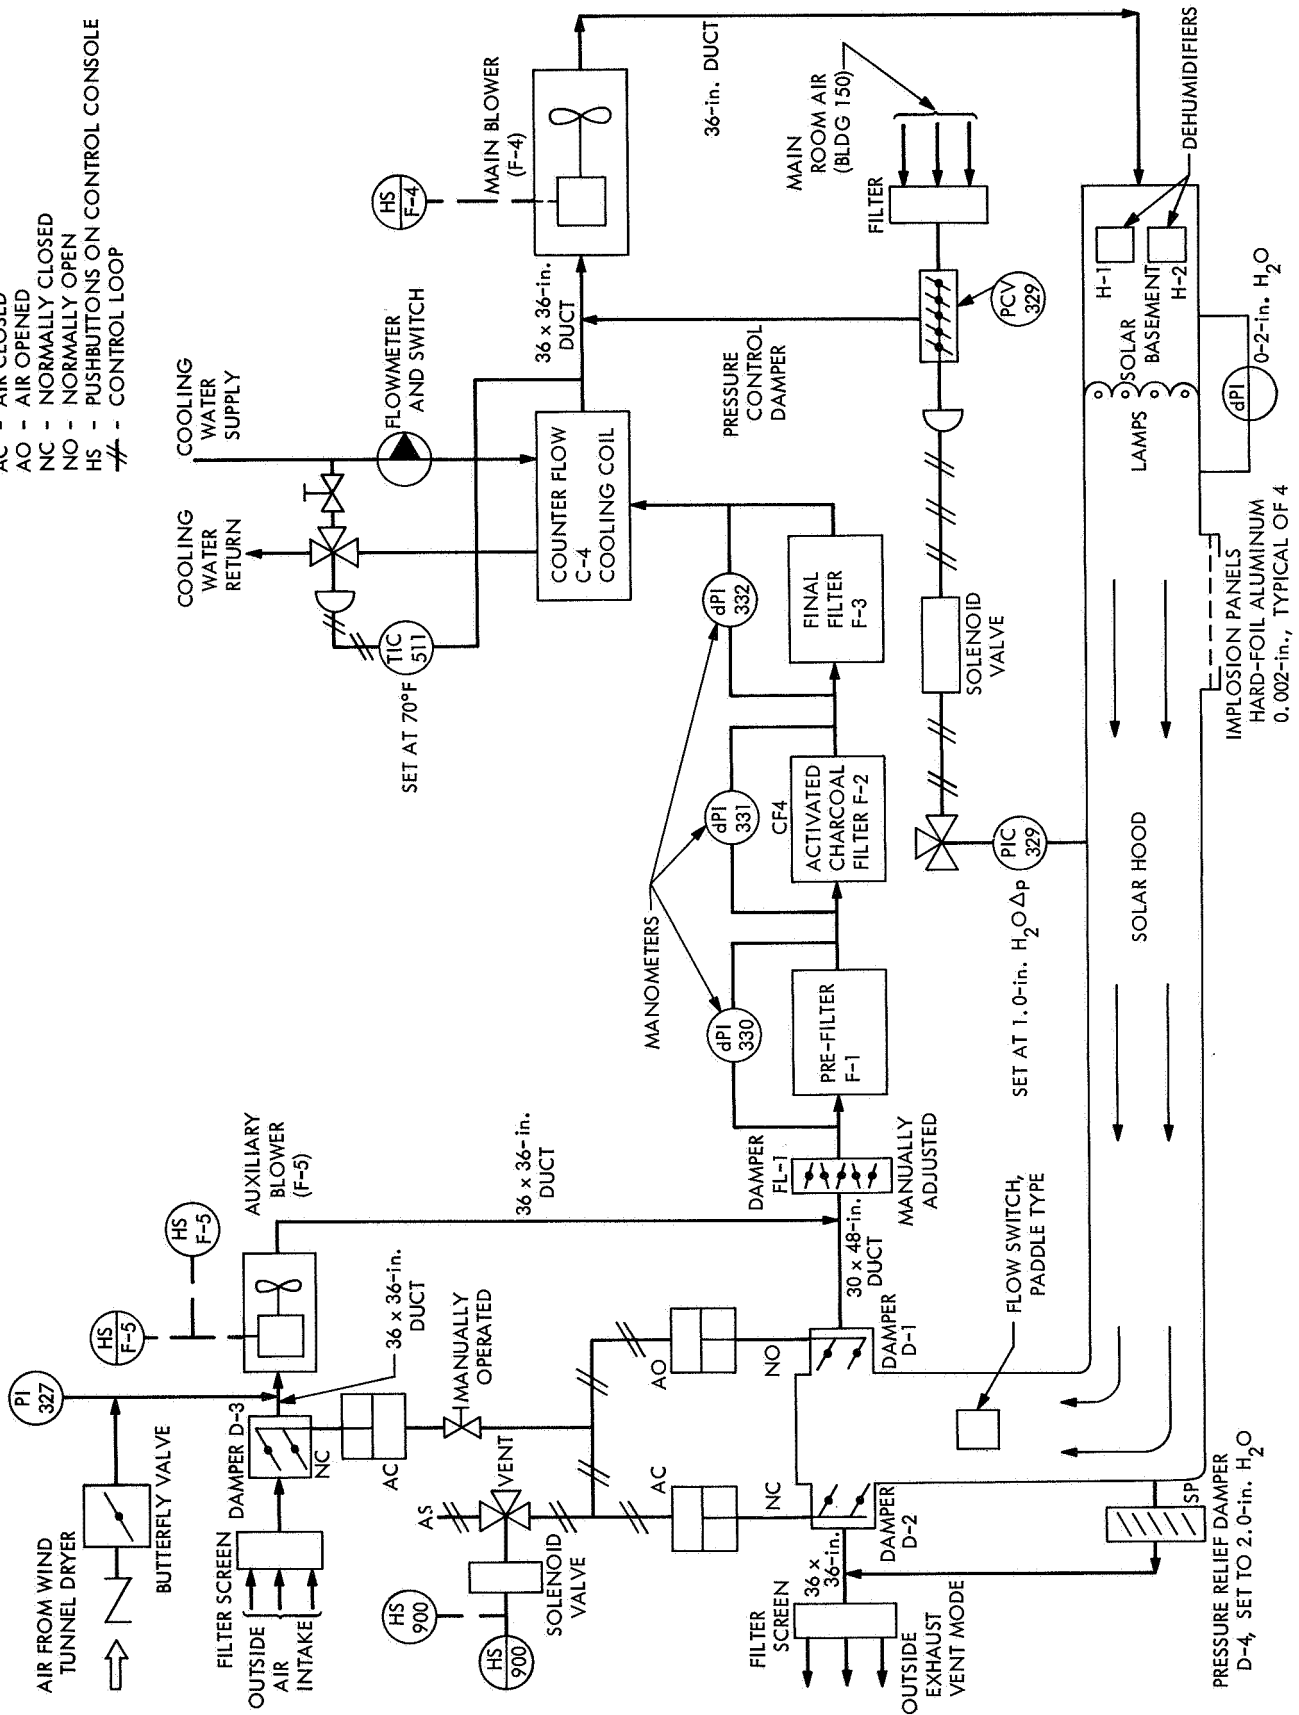 AC - AIR CLOSED
AO - AIR OPENED
NC - NORMALLY CLOSED
NO - NORMALLY OPEN
HS - PUSHBUTTONS ON CONTROL CONSOLE
// - CONTROL LOOP
AIR FROM WIND
TUNNEL DRYER
BUTTERFLY VALVE
PI
327
HS
F-5
HS
F-5
AUXILIARY
BLOWER
(F-5)
FILTER SCREEN
OUTSIDE
AIR
INTAKE
DAMPER D-3
NC
AC
36 x 36-in.
DUCT
MANUALLY
OPERATED
HS
900
HS
900
AS
VENT
SOLENOID
VALVE
36 x 36-in.
DUCT
COOLING
WATER
RETURN
COOLING
WATER
SUPPLY
FLOWMETER
AND SWITCH
TIC
511
SET AT 70°F
HS
F-4
MAIN BLOWER
(F-4)
36 x 36-in.
DUCT
COUNTER FLOW
C-4
COOLING COIL
36-in. DUCT
MANOMETERS
dPI
330
dPI
331
dPI
332
AC
NC
AO
NO
FILTER
SCREEN
36 x
36-in.
DAMPER
D-2
DAMPER
D-1
OUTSIDE
EXHAUST
VENT MODE
30 x 48-in.
DUCT
DAMPER
FL-1
MANUALLY
ADJUSTED
PRE-FILTER
F-1
CF4
ACTIVATED
CHARCOAL
FILTER F-2
FINAL
FILTER
F-3
PRESSURE
CONTROL
DAMPER
MAIN
ROOM AIR
(BLDG 150)
FILTER
PCV
329
SOLENOID
VALVE
PIC
329
SET AT 1.0-in. H2O Δp
FLOW SWITCH,
PADDLE TYPE
SOLAR HOOD
LAMPS
SOLAR
BASEMENT
H-1
H-2
DEHUMIDIFIERS
SP
PRESSURE RELIEF DAMPER
D-4, SET TO 2.0-in. H2O
IMPLOSION PANELS
HARD-FOIL ALUMINUM
0.002-in., TYPICAL OF 4
dPI
0-2-in. H2O